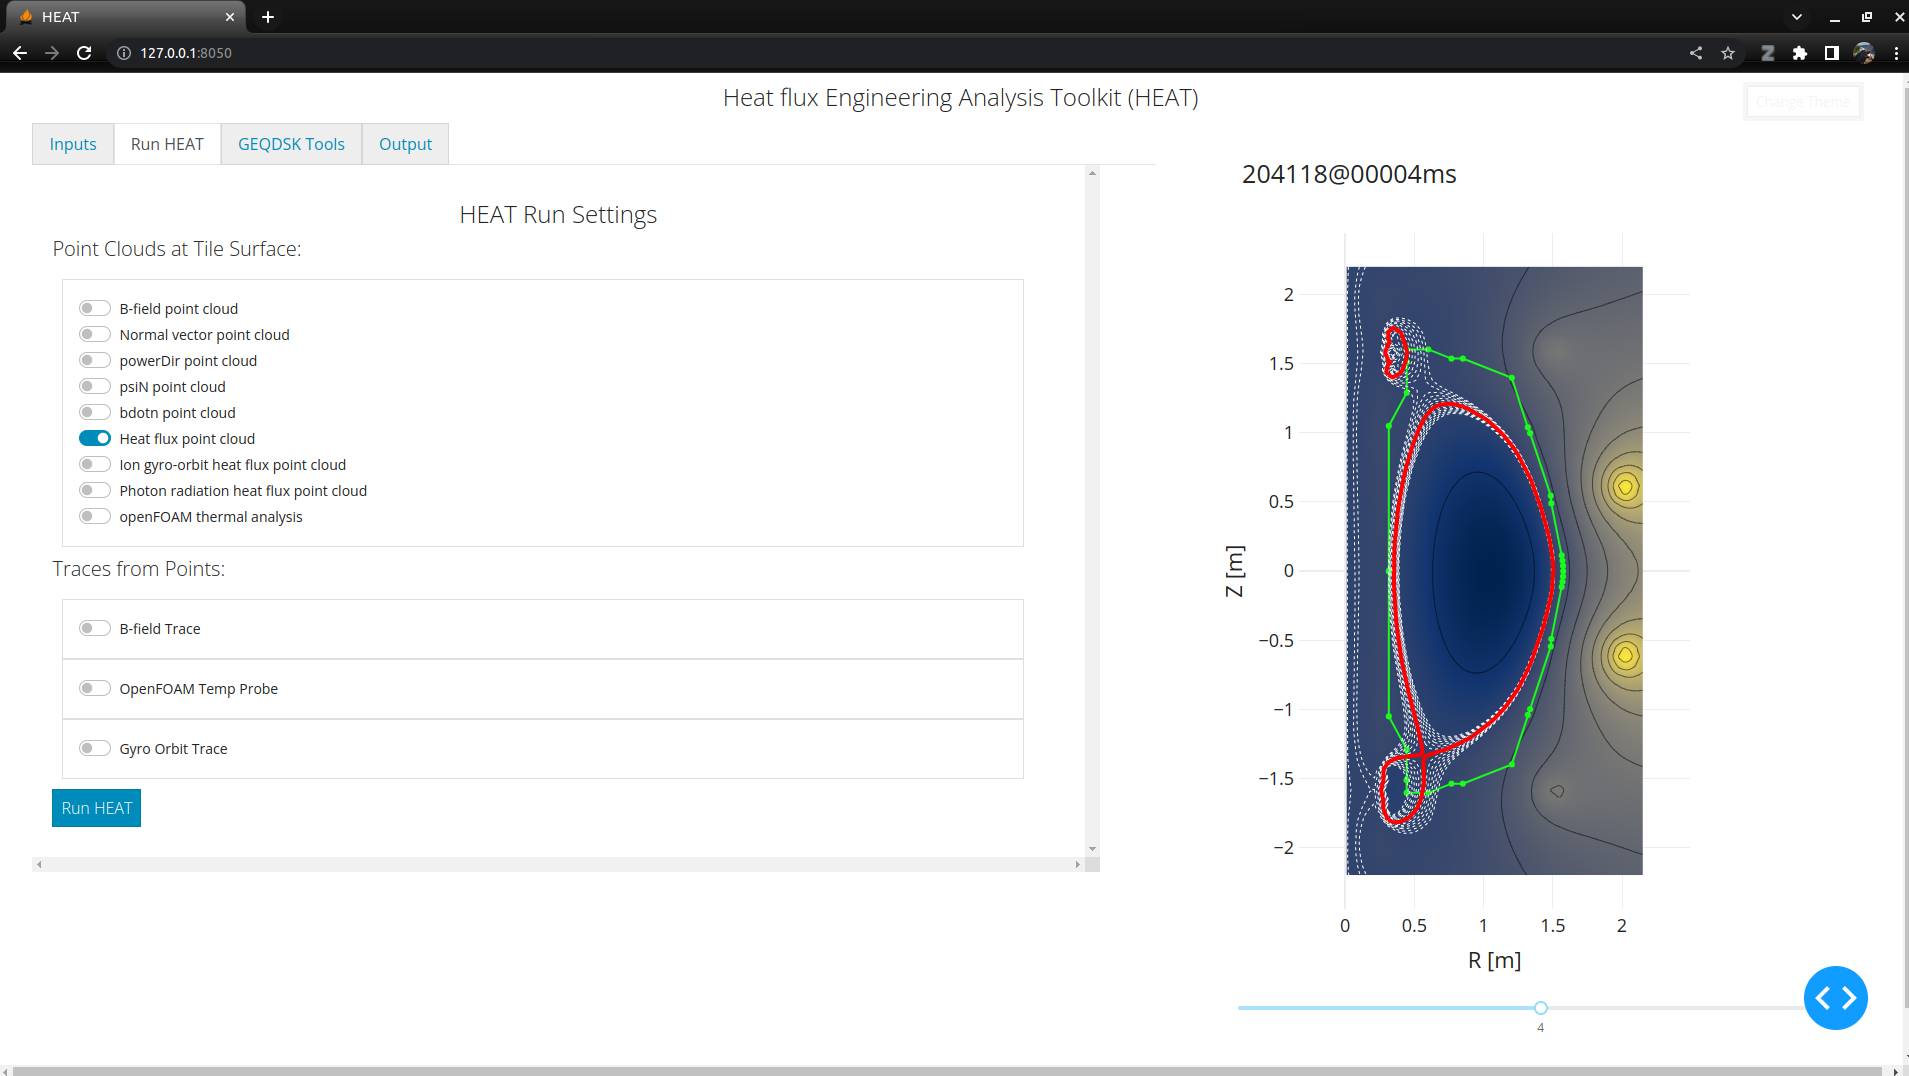 HEAT
127.0.0.1:8050
Heat flux Engineering Analysis Toolkit (HEAT)
Change Theme
Inputs
Run HEAT
GEQDSK Tools
Output
HEAT Run Settings
Point Clouds at Tile Surface:
B-field point cloud
Normal vector point cloud
powerDir point cloud
psiN point cloud
bdotn point cloud
Heat flux point cloud
Ion gyro-orbit heat flux point cloud
Photon radiation heat flux point cloud
openFOAM thermal analysis
Traces from Points:
B-field Trace
OpenFOAM Temp Probe
Gyro Orbit Trace
Run HEAT
204118@00004ms
2
1.5
1
0.5
0
−0.5
−1
−1.5
−2
Z [m]
0 0.5 1 1.5 2
R [m]
4